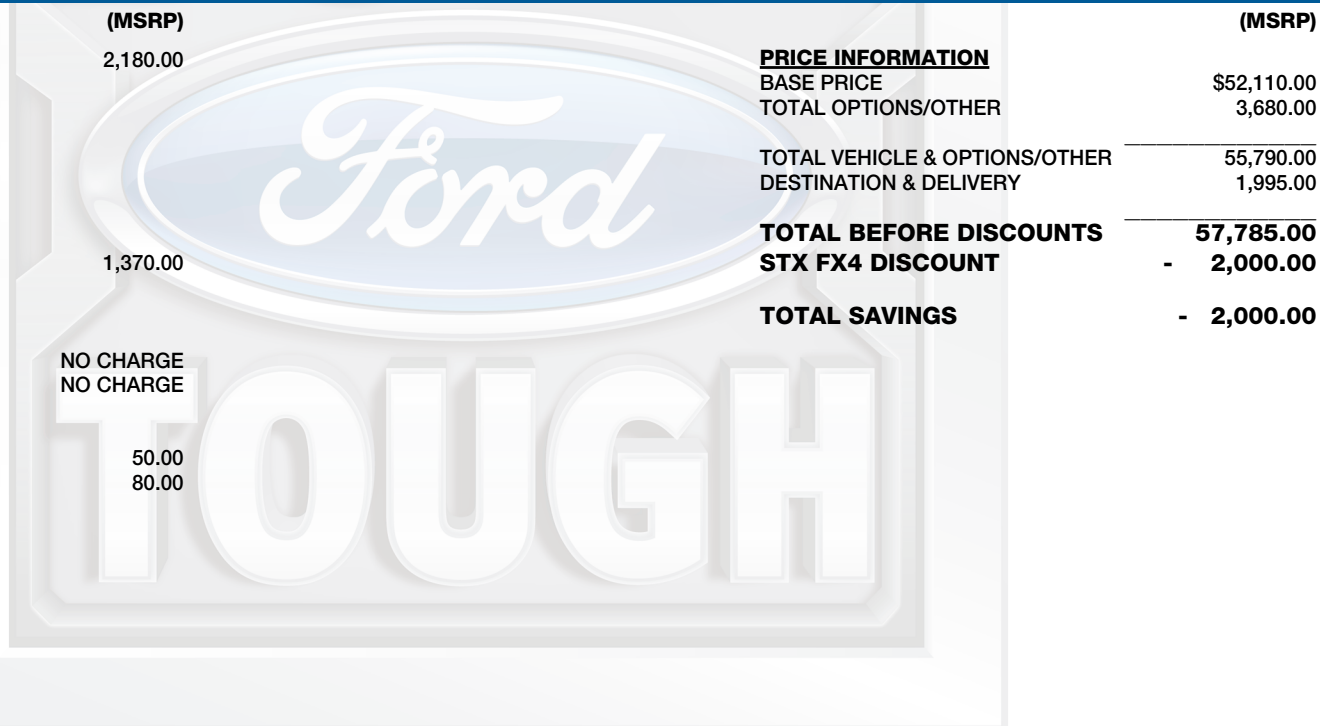 (MSRP)
2,180.00
1,370.00
NO CHARGE
NO CHARGE
50.00
80.00
(MSRP)
PRICE INFORMATION
BASE PRICE $52,110.00
TOTAL OPTIONS/OTHER 3,680.00
TOTAL VEHICLE & OPTIONS/OTHER 55,790.00
DESTINATION & DELIVERY 1,995.00
TOTAL BEFORE DISCOUNTS 57,785.00
STX FX4 DISCOUNT - 2,000.00
TOTAL SAVINGS - 2,000.00
Ford
TOUGH